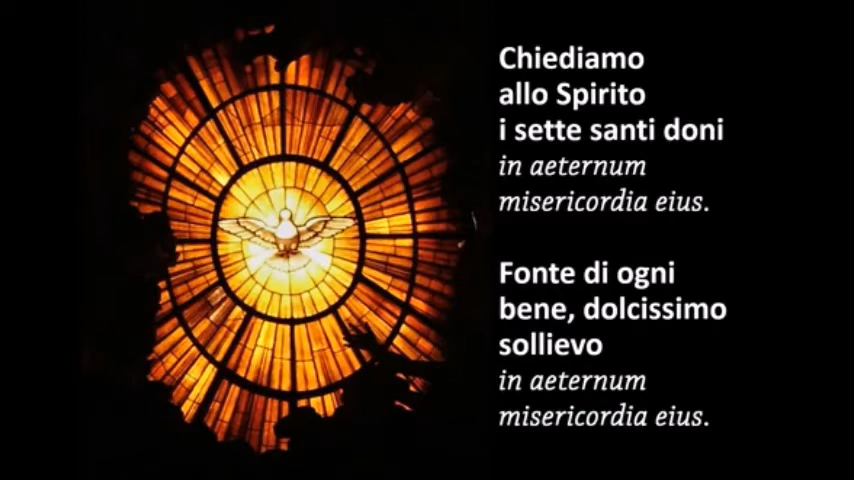 Chiediamo
allo Spirito
i sette santi doni
in aeternum
misericordia eius.
Fonte di ogni
bene, dolcissimo
sollievo
in aeternum
misericordia eius.